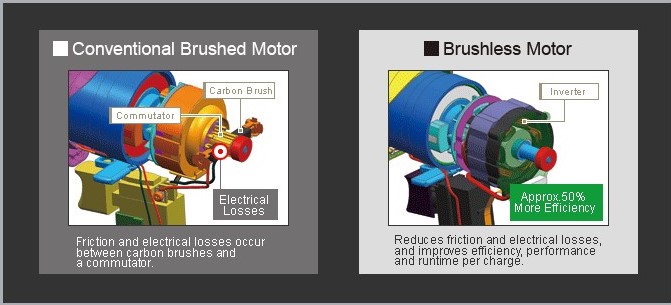 Conventional Brushed Motor
Carbon Brush
Commutator
Electrical
Losses
Friction and electrical losses occur
between carbon brushes and
a commutator.
Brushless Motor
Inverter
Approx.50%
More Efficiency
Reduces friction and electrical losses,
and improves efficiency, performance
and runtime per charge.